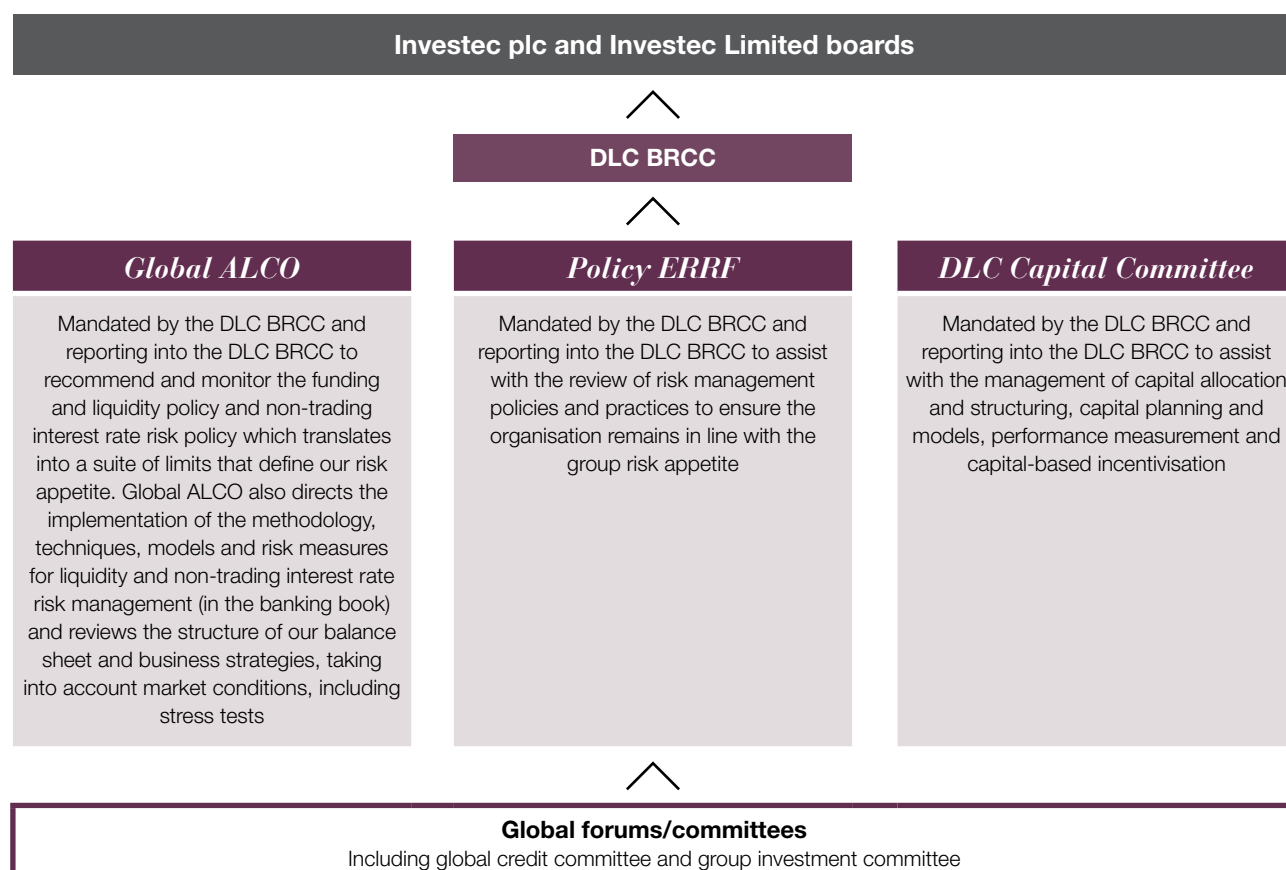 Investec plc and Investec Limited boards
DLC BRCC
Global ALCO
Mandated by the DLC BRCC and
reporting into the DLC BRCC to
recommend and monitor the funding
and liquidity policy and non-trading
interest rate risk policy which translates
into a suite of limits that define our risk
appetite. Global ALCO also directs the
implementation of the methodology,
techniques, models and risk measures
for liquidity and non-trading interest rate
risk management (in the banking book)
and reviews the structure of our balance
sheet and business strategies, taking
into account market conditions, including
stress tests
Policy ERRF
Mandated by the DLC BRCC and
reporting into the DLC BRCC to assist
with the review of risk management
policies and practices to ensure the
organisation remains in line with the
group risk appetite
DLC Capital Committee
Mandated by the DLC BRCC and
reporting into the DLC BRCC to assist
with the management of capital allocation
and structuring, capital planning and
models, performance measurement and
capital-based incentivisation
Global forums/committees
Including global credit committee and group investment committee